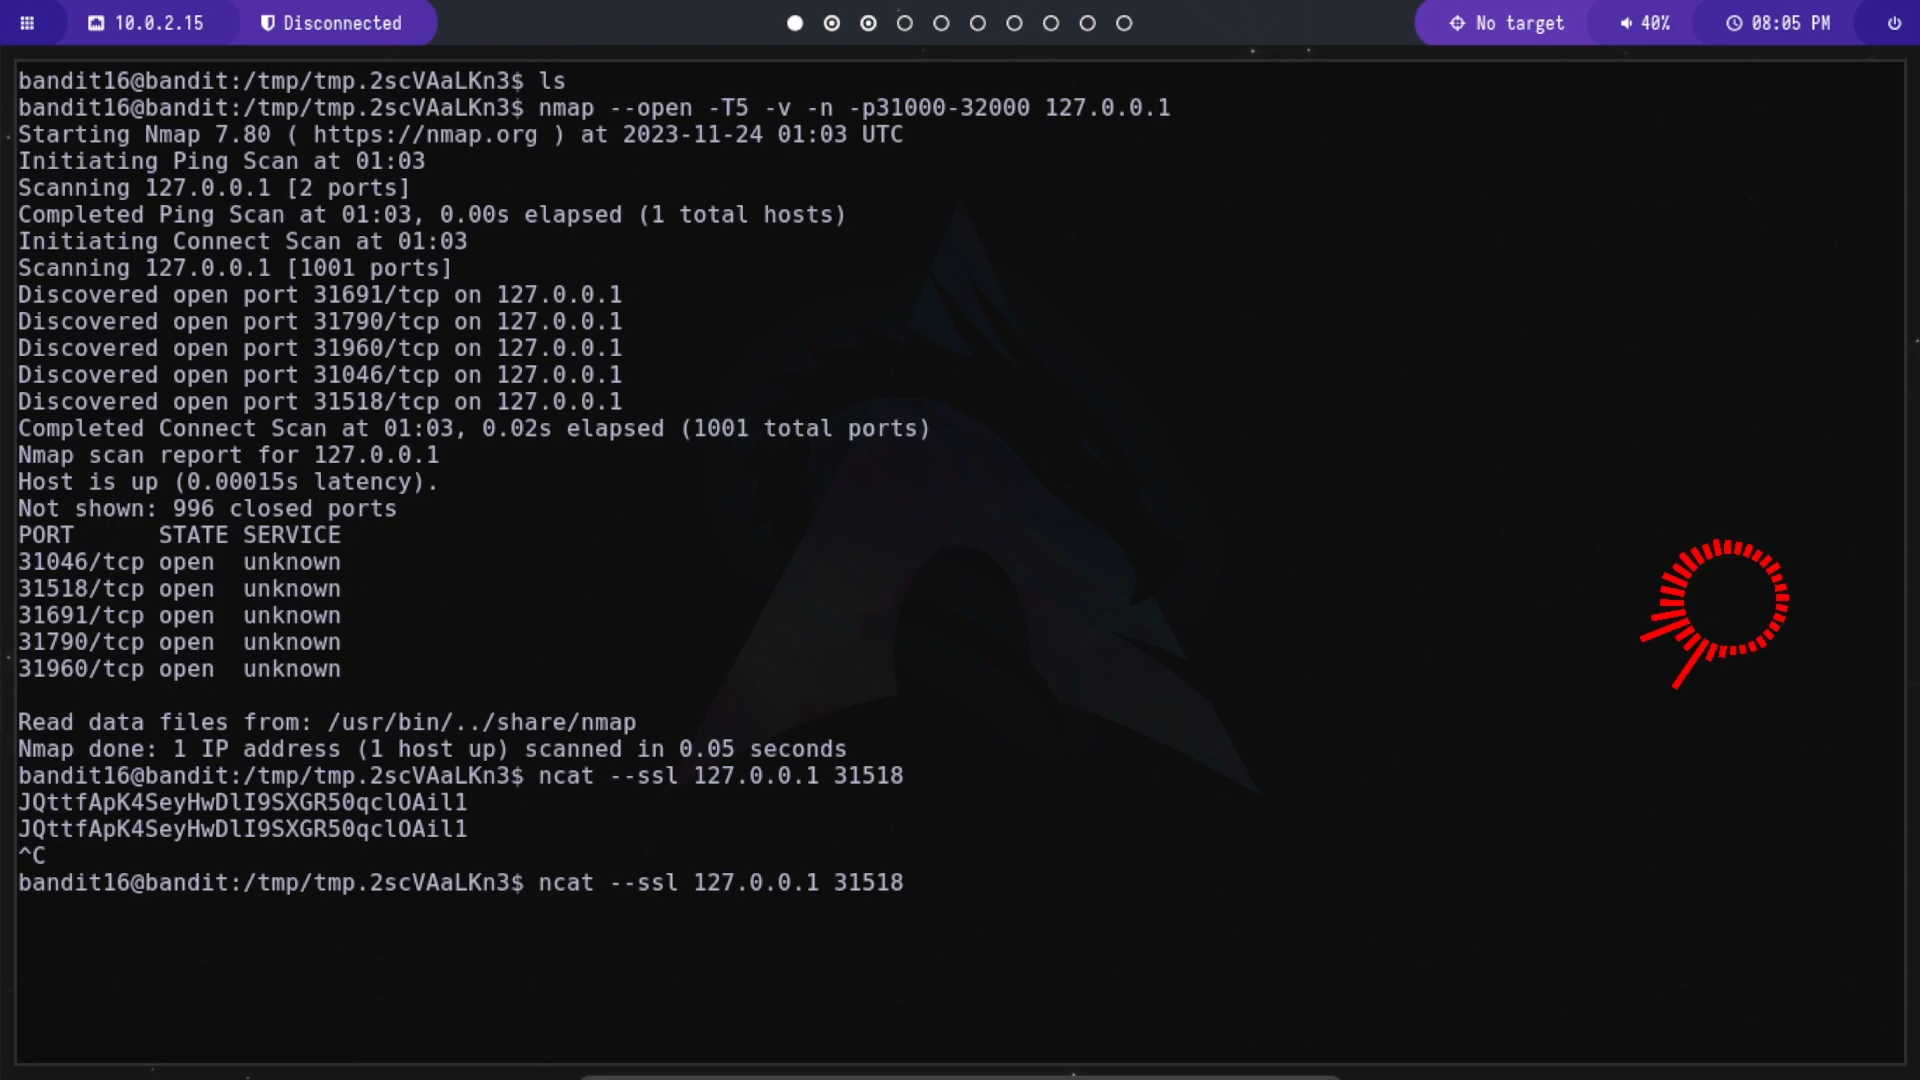 10.0.2.15
Disconnected
No target
40%
08:05 PM
bandit16@bandit:/tmp/tmp.2scVAaLKn3$ ls
bandit16@bandit:/tmp/tmp.2scVAaLKn3$ nmap --open -T5 -v -n -p31000-32000 127.0.0.1
Starting Nmap 7.80 ( https://nmap.org ) at 2023-11-24 01:03 UTC
Initiating Ping Scan at 01:03
Scanning 127.0.0.1 [2 ports]
Completed Ping Scan at 01:03, 0.00s elapsed (1 total hosts)
Initiating Connect Scan at 01:03
Scanning 127.0.0.1 [1001 ports]
Discovered open port 31691/tcp on 127.0.0.1
Discovered open port 31790/tcp on 127.0.0.1
Discovered open port 31960/tcp on 127.0.0.1
Discovered open port 31046/tcp on 127.0.0.1
Discovered open port 31518/tcp on 127.0.0.1
Completed Connect Scan at 01:03, 0.02s elapsed (1001 total ports)
Nmap scan report for 127.0.0.1
Host is up (0.00015s latency).
Not shown: 996 closed ports
PORT      STATE SERVICE
31046/tcp open  unknown
31518/tcp open  unknown
31691/tcp open  unknown
31790/tcp open  unknown
31960/tcp open  unknown
Read data files from: /usr/bin/../share/nmap
Nmap done: 1 IP address (1 host up) scanned in 0.05 seconds
bandit16@bandit:/tmp/tmp.2scVAaLKn3$ ncat --ssl 127.0.0.1 31518
JQttfApK4SeyHwDlI9SXGR50qclOAil1
JQttfApK4SeyHwDlI9SXGR50qclOAil1
^C
bandit16@bandit:/tmp/tmp.2scVAaLKn3$ ncat --ssl 127.0.0.1 31518